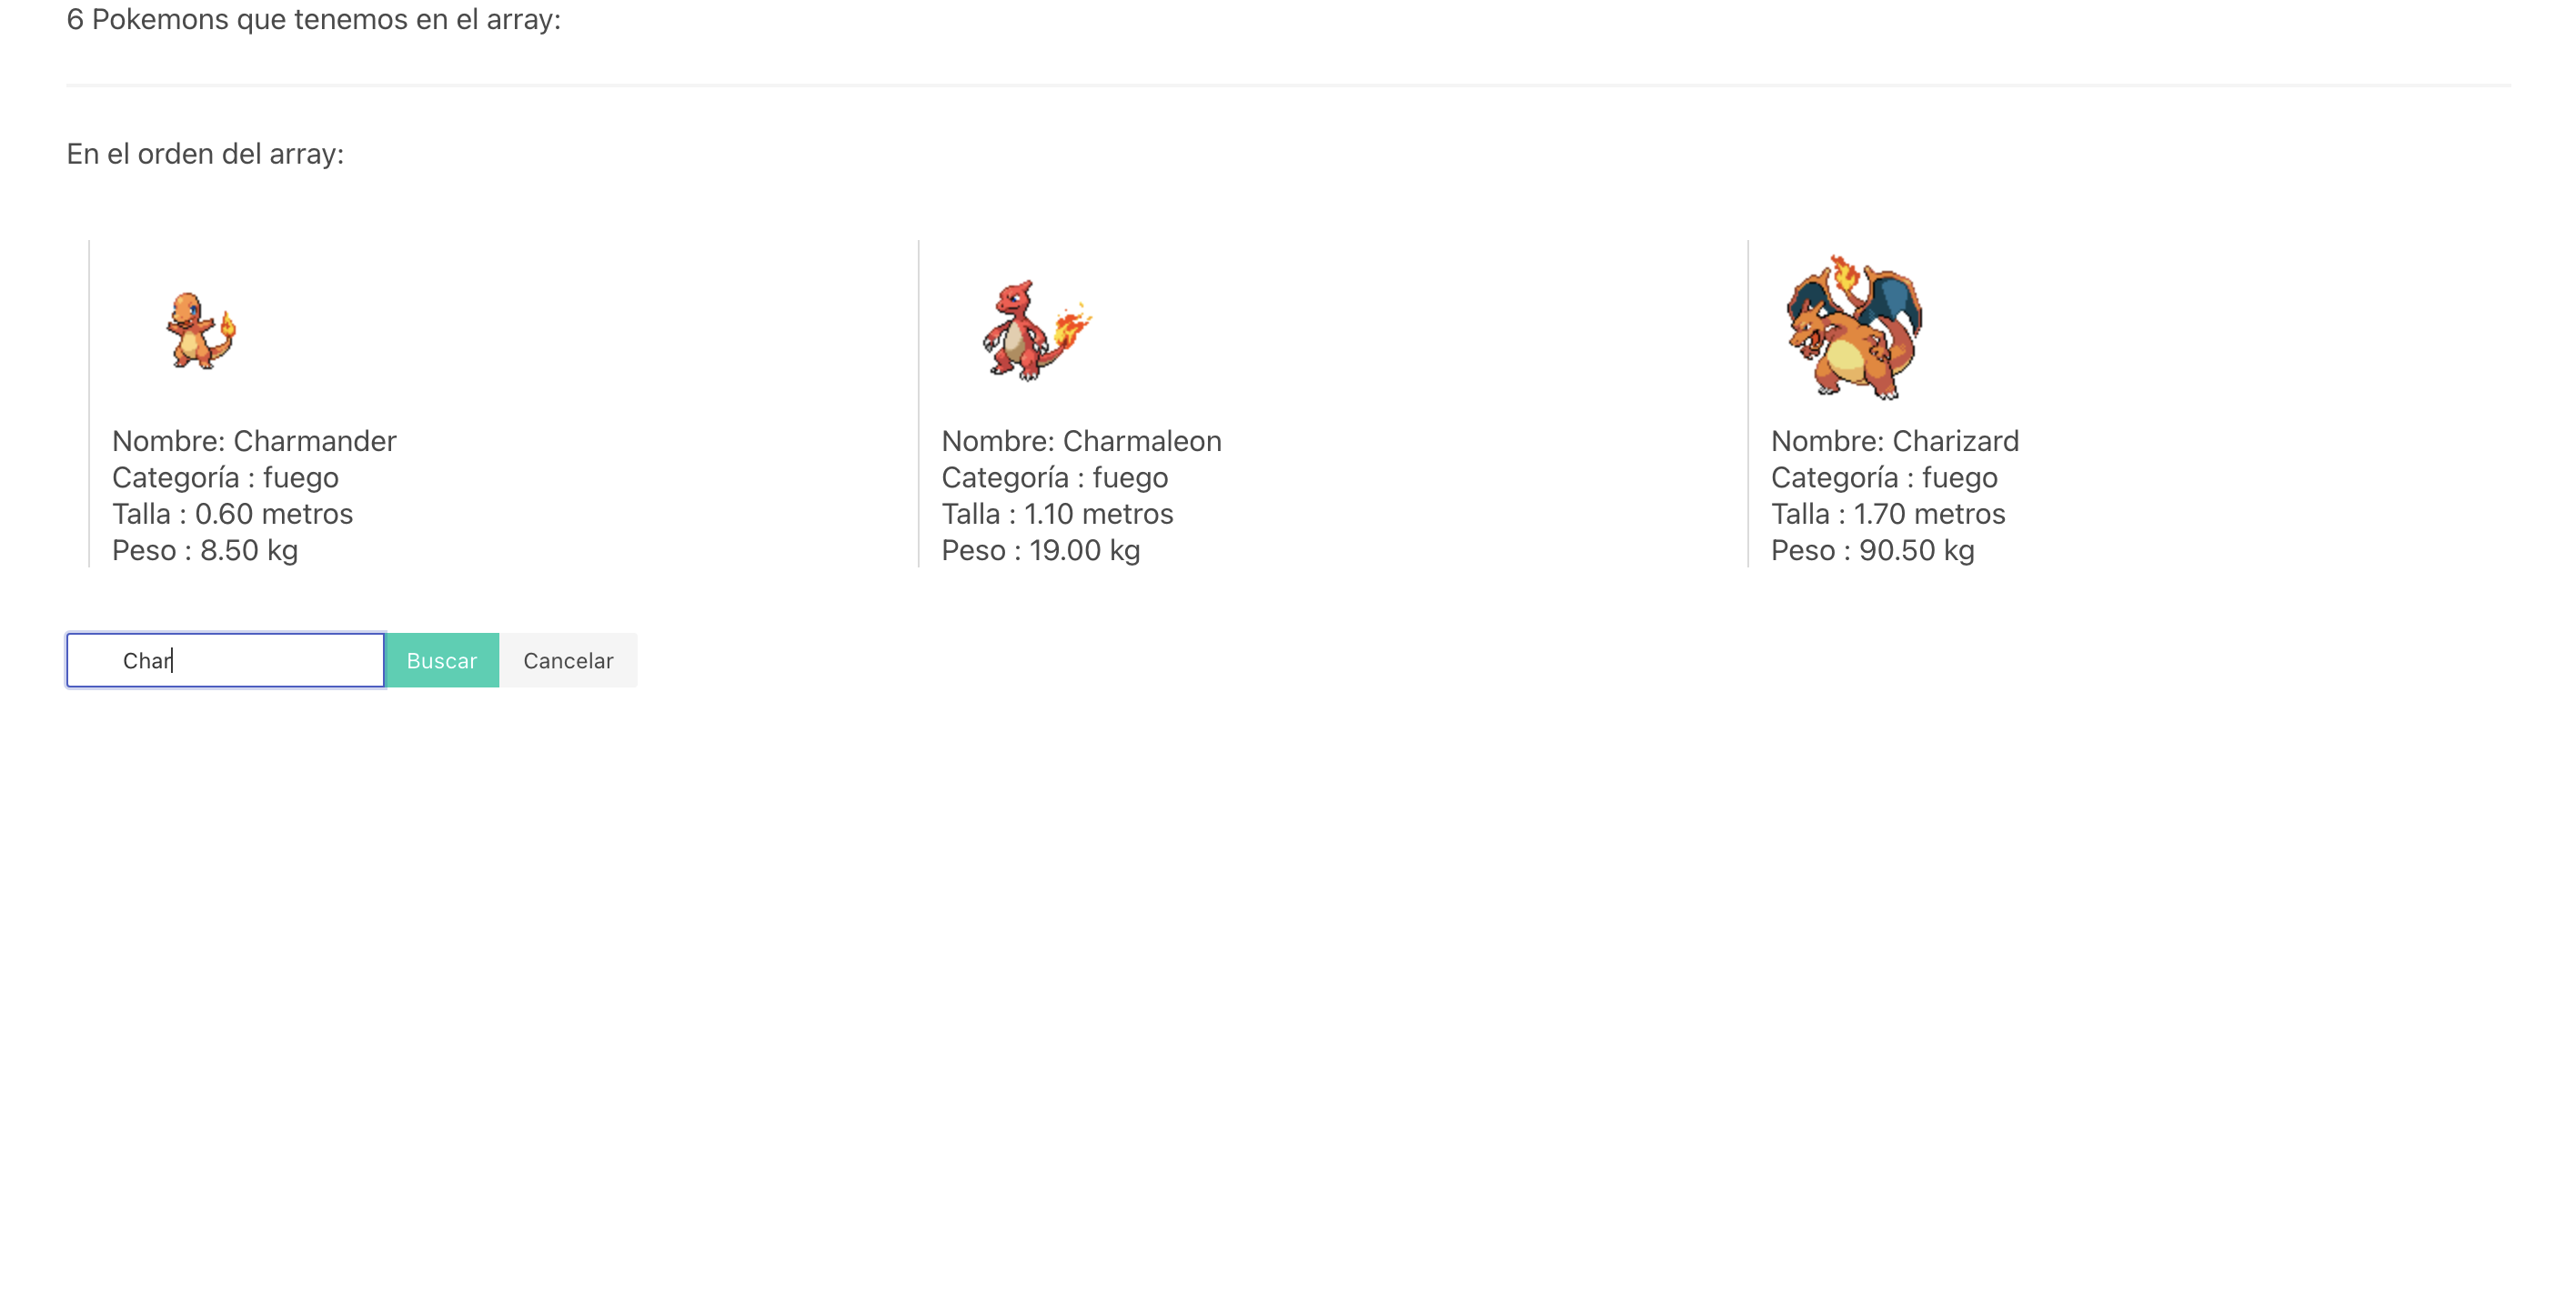 6 Pokemons que tenemos en el array:
En el orden del array:
Nombre: Charmander
Categoría : fuego
Talla : 0.60 metros
Peso : 8.50 kg
Nombre: Charmaleon
Categoría : fuego
Talla : 1.10 metros
Peso : 19.00 kg
Nombre: Charizard
Categoría : fuego
Talla : 1.70 metros
Peso : 90.50 kg
Char
Buscar
Cancelar